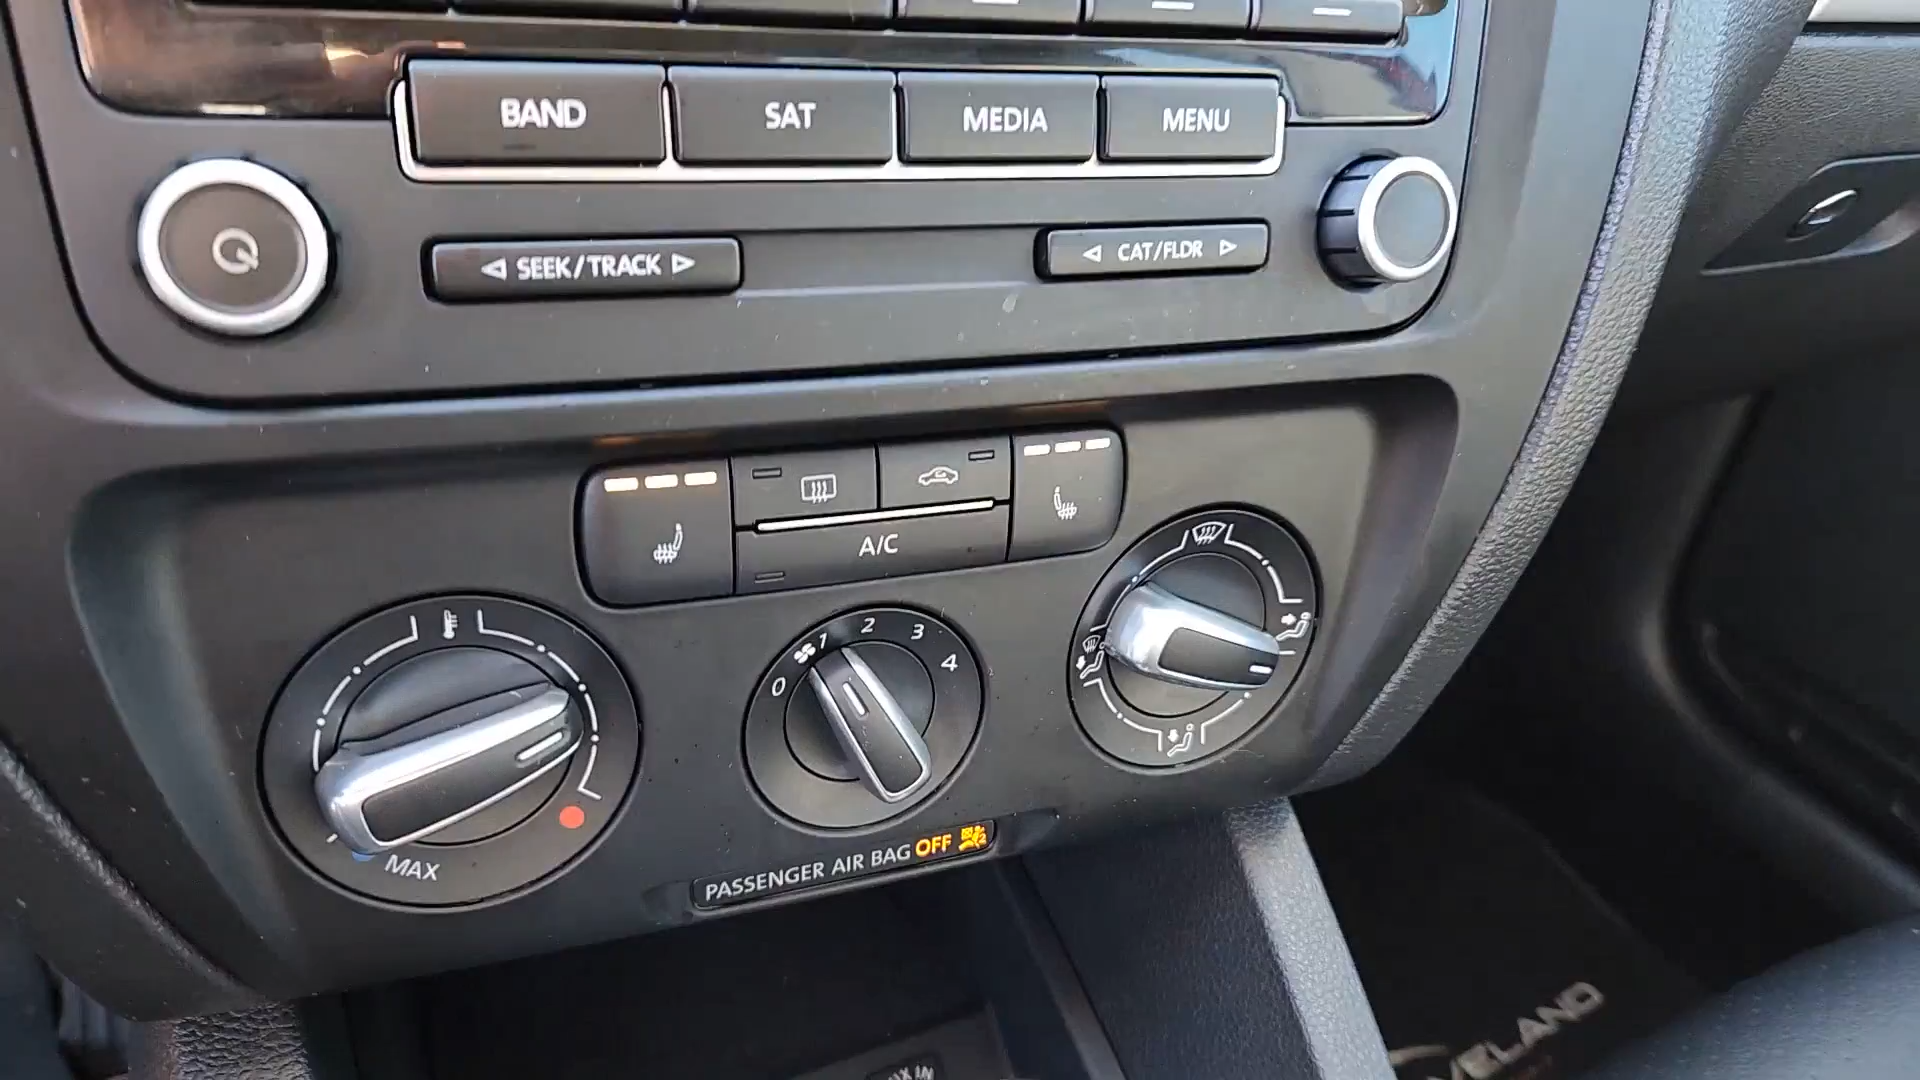 BAND SAT MEDIA MENU
◁ SEEK/TRACK ▷ ◁ CAT/FLDR ▷
A/C
0 1 2 3 4
MAX
PASSENGER AIR BAG OFF